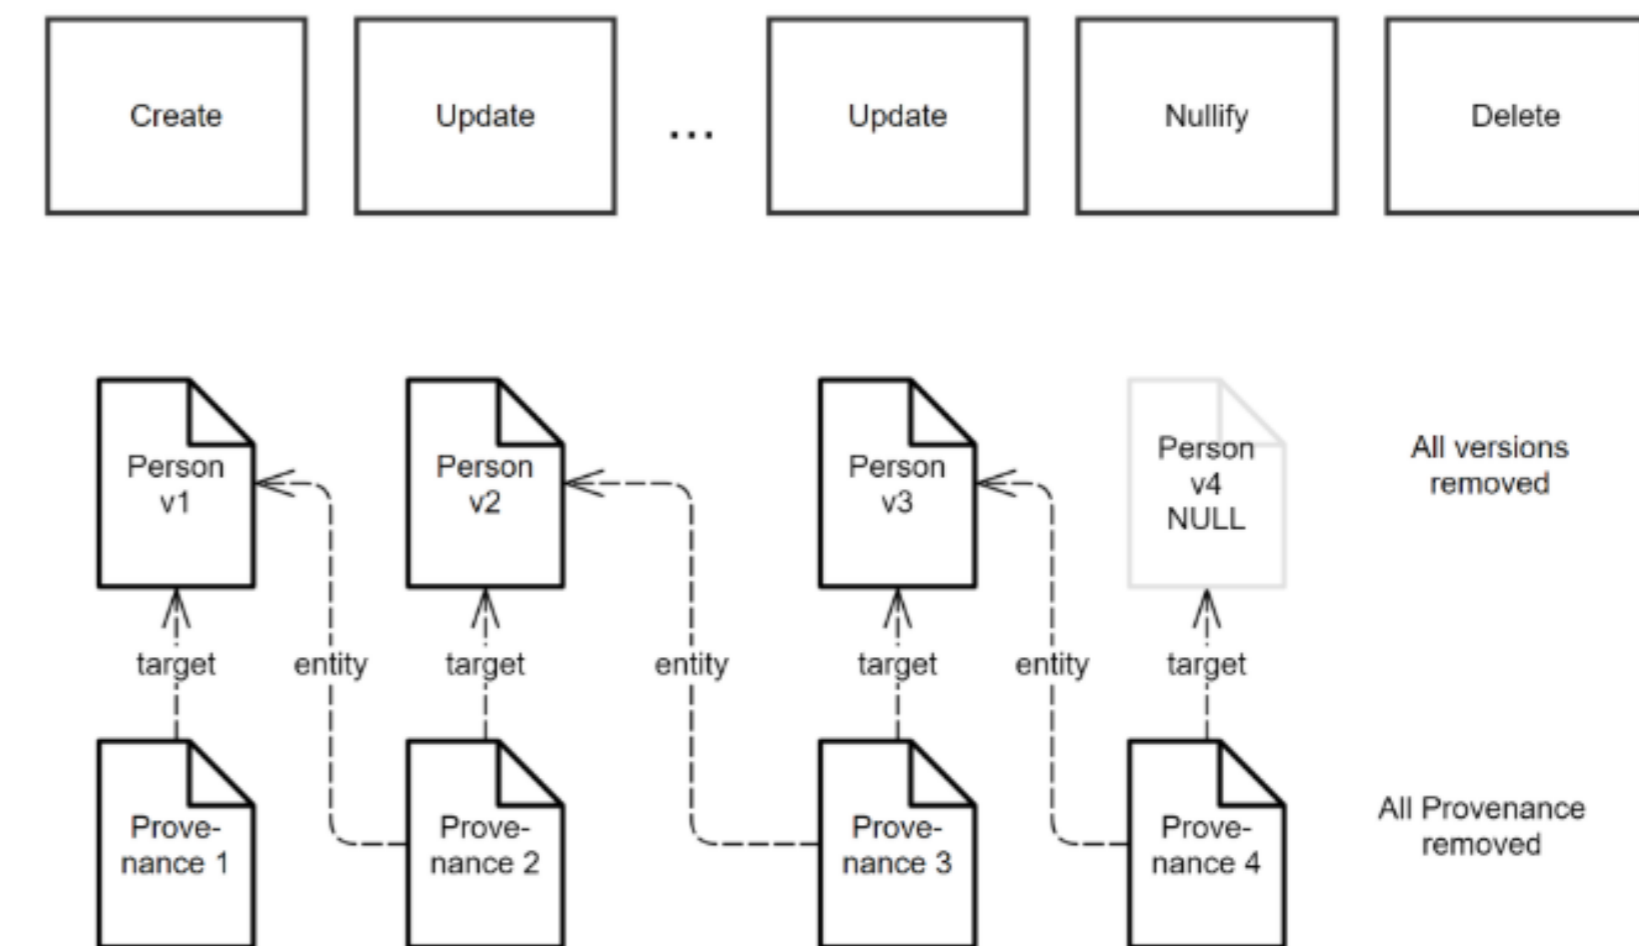 Create
Update
...
Update
Nullify
Delete
Person
v1
Person
v2
Person
v3
Person
v4
NULL
All versions
removed
target
entity
target
entity
target
entity
target
Prove-
nance 1
Prove-
nance 2
Prove-
nance 3
Prove-
nance 4
All Provenance
removed